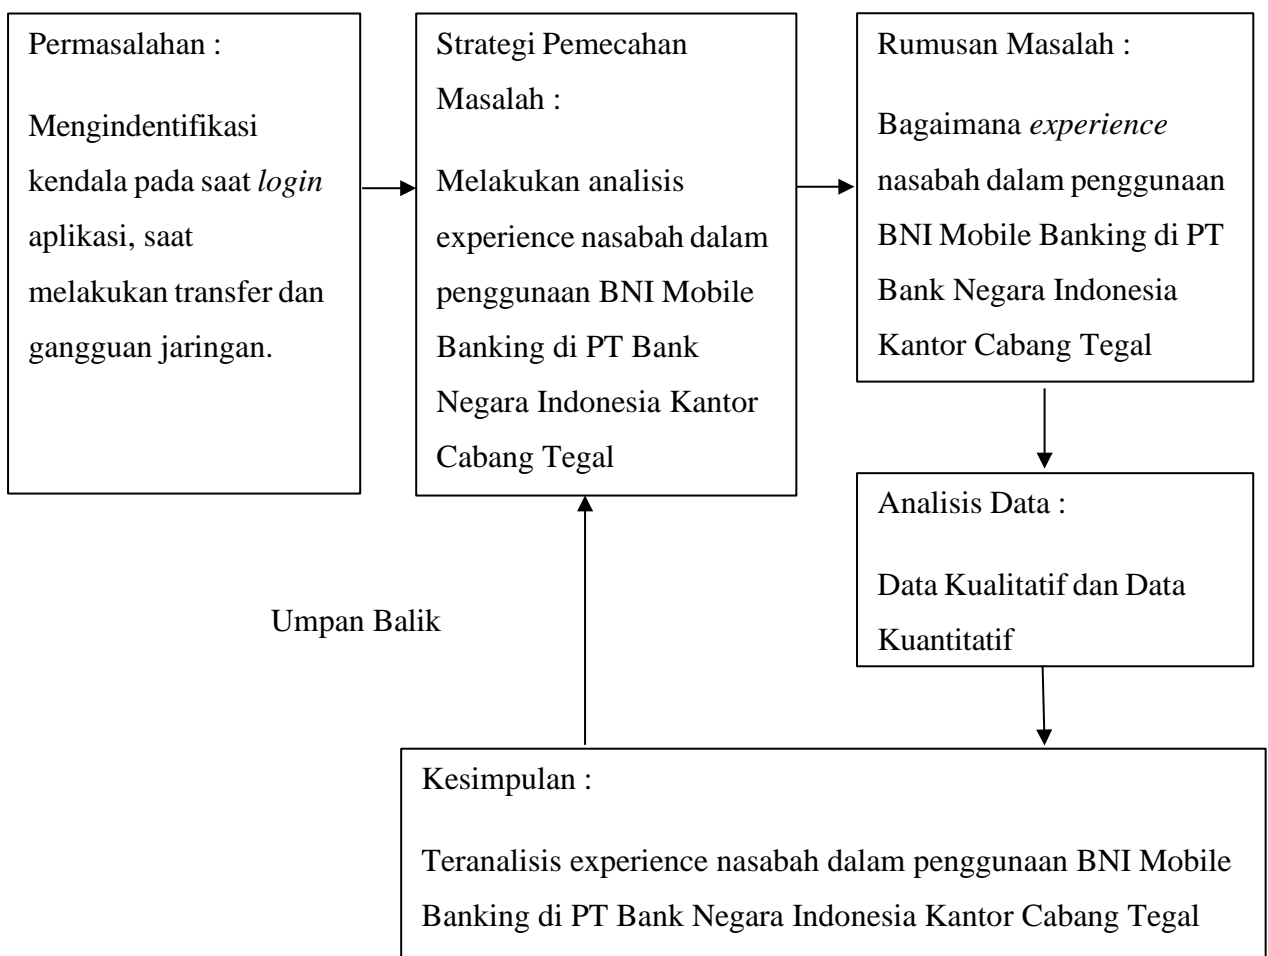 Permasalahan :
Mengindentifikasi
kendala pada saat login
aplikasi, saat
melakukan transfer dan
gangguan jaringan.
Strategi Pemecahan
Masalah :
Melakukan analisis
experience nasabah dalam
penggunaan BNI Mobile
Banking di PT Bank
Negara Indonesia Kantor
Cabang Tegal
Rumusan Masalah :
Bagaimana experience
nasabah dalam penggunaan
BNI Mobile Banking di PT
Bank Negara Indonesia
Kantor Cabang Tegal
Analisis Data :
Data Kualitatif dan Data
Kuantitatif
Umpan Balik
Kesimpulan :
Teranalisis experience nasabah dalam penggunaan BNI Mobile
Banking di PT Bank Negara Indonesia Kantor Cabang Tegal